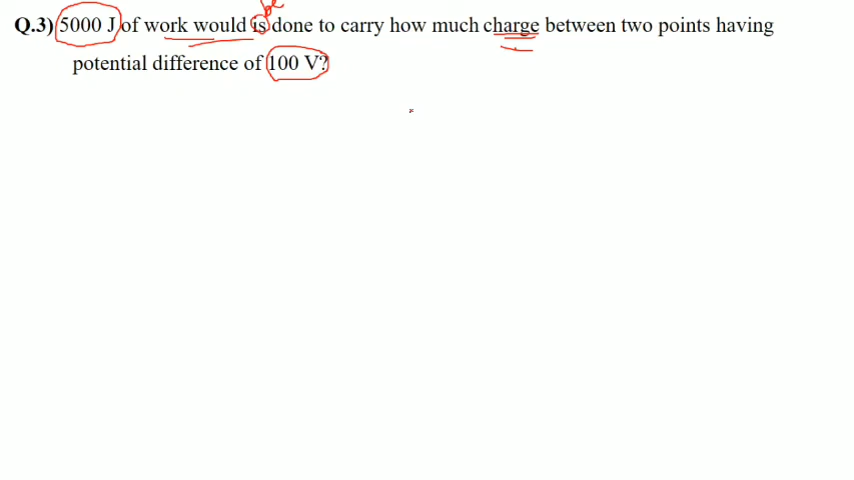 be
Q.3) 5000 J of work would is done to carry how much charge between two points having
potential difference of 100 V?